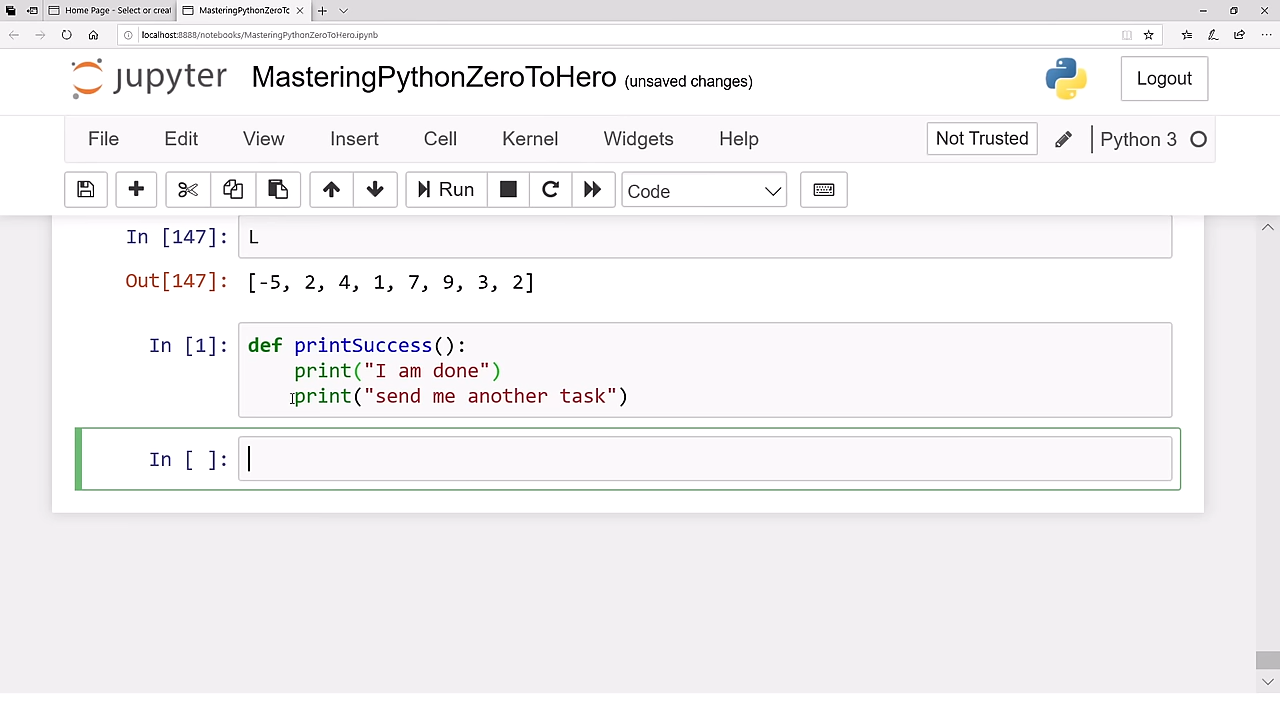 Home Page - Select or creat
MasteringPythonZeroTo
localhost:8888/notebooks/MasteringPythonZeroToHero.ipynb
jupyter MasteringPythonZeroToHero (unsaved changes)
Logout
File Edit View Insert Cell Kernel Widgets Help
Not Trusted
Python 3
Run
Code
In [147]: L
Out[147]: [-5, 2, 4, 1, 7, 9, 3, 2]
In [1]: def printSuccess():
print("I am done")
print("send me another task")
In [ ]: